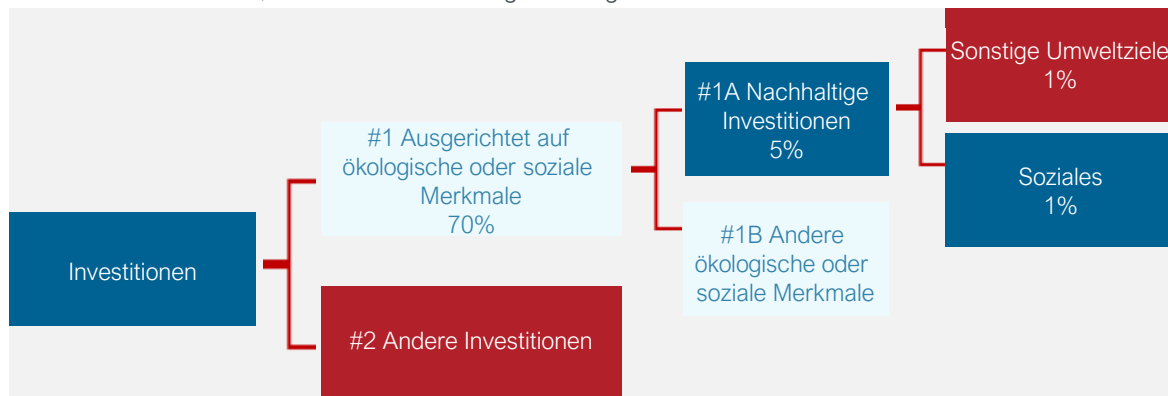 Investitionen
#1 Ausgerichtet auf
ökologische oder soziale
Merkmale
70%
#2 Andere Investitionen
#1A Nachhaltige
Investitionen
5%
#1B Andere
ökologische oder
soziale Merkmale
Sonstige Umweltziele
1%
Soziales
1%